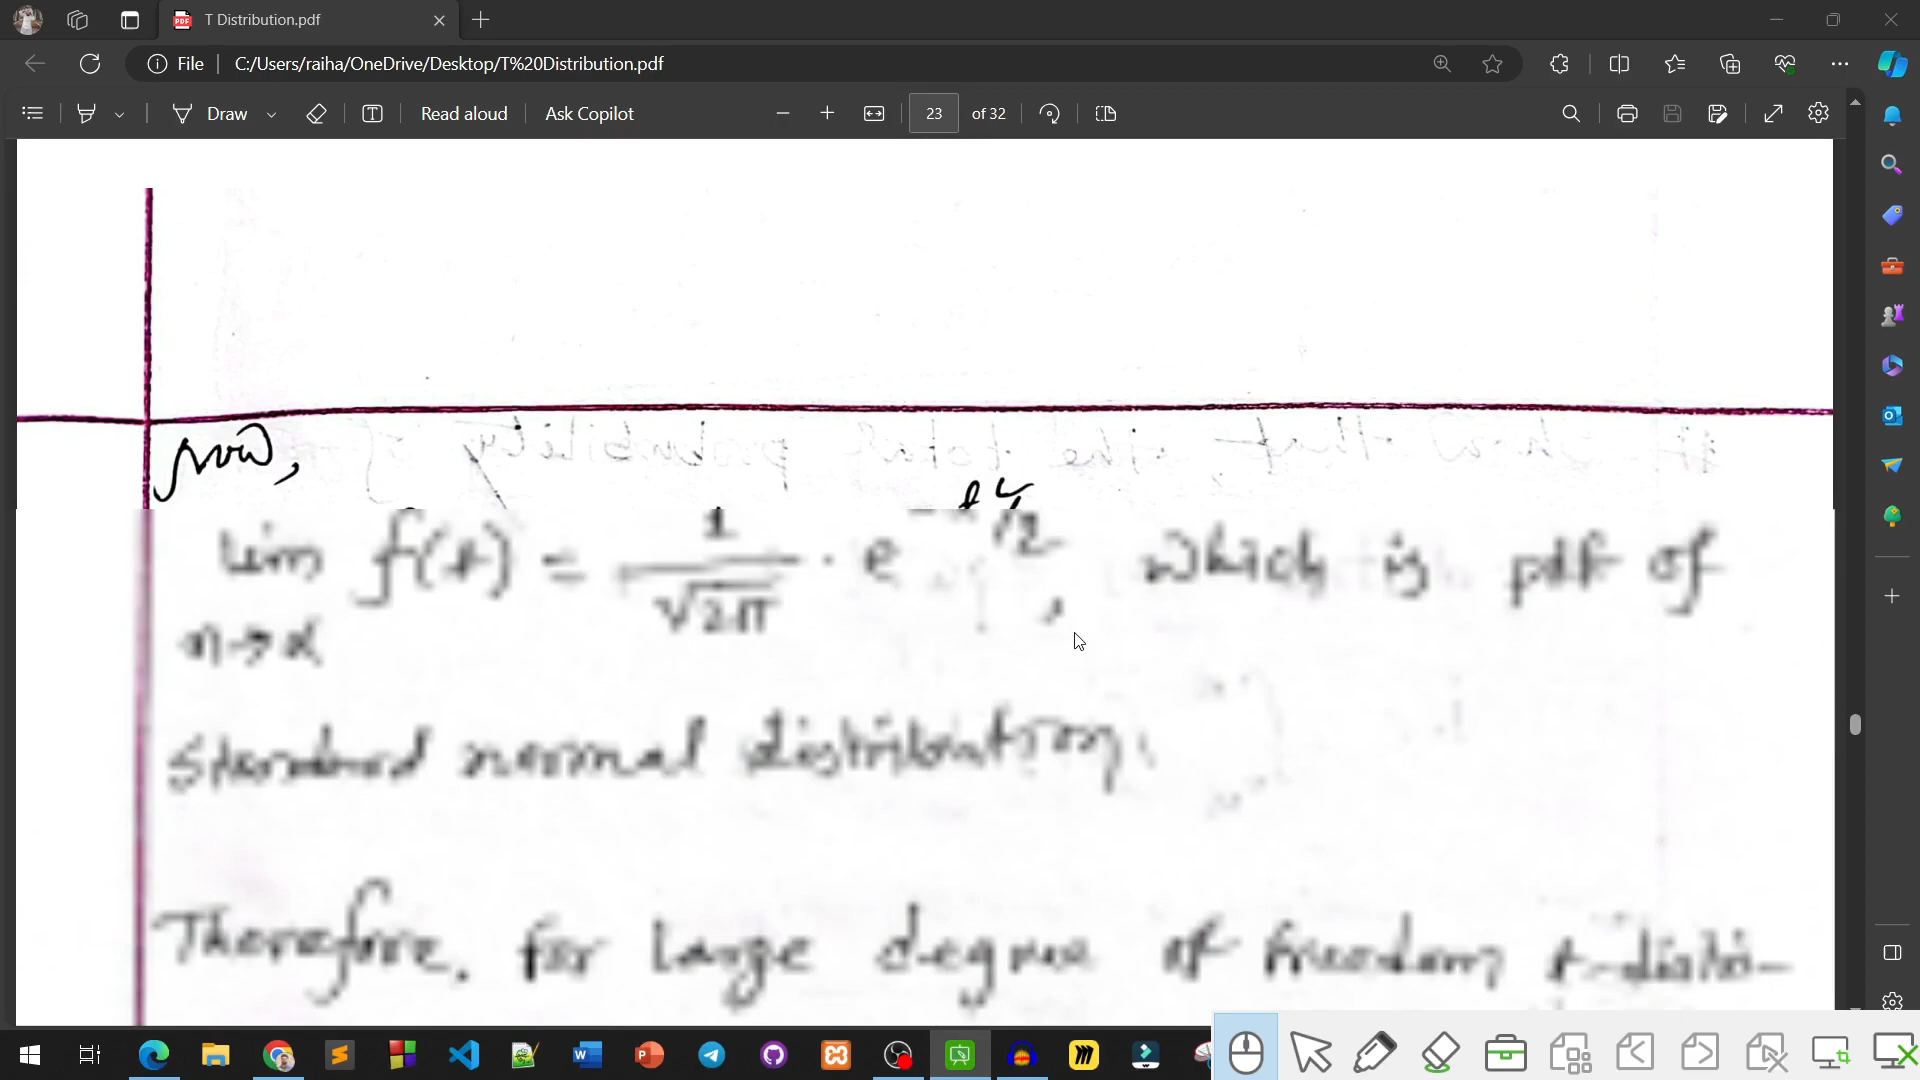 T Distribution.pdf
File
C:/Users/raiha/OneDrive/Desktop/T%20Distribution.pdf
Draw
Read aloud
Ask Copilot
23 of 32
Now,
lim f(t) = 1/√2π · e^-t²/2, which is pdf of
n→α
standard normal distribution.
Therefore, for large degree of freedom t-distri-